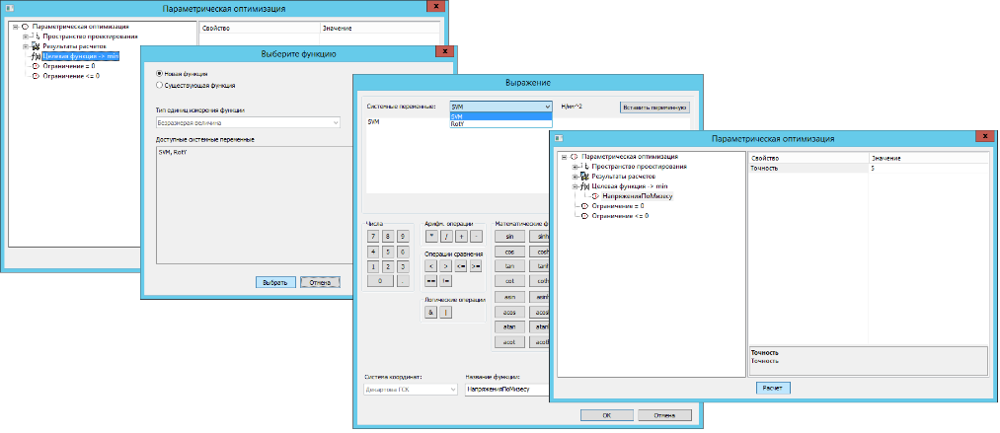 Параметрическая оптимизация
x
Параметрическая оптимизация
Пространство проектирования
Результаты расчетов
f(x) Целевая функция -> min
Ограничение = 0
Ограничение <= 0
Свойство Значение
Выберите функцию
x
Новая функция
Существующая функция
Тип единиц измерения функции
Безразмерная величина
Доступные системные переменные
SVM, RotY
Выбрать Отмена
Выражение
Системные переменные: SVM Н/мм^2 Вставить переменную
SVM
RotY
SVM
Числа Арифм. операции Математические ф
7 8 9 * / + - sin sinh
4 5 6 Операции сравнения cos cosh
1 2 3 < > <= >= tan tanh
0 . == != cot coth
Логические операции asin asinh
& | acos acosh
atan atanh
acot acoth
Система координат: Название функции:
Декартова ГСК НапряженияПоМизесу
OK Отмена
Параметрическая оптимизация
x
Параметрическая оптимизация
Пространство проектирования
Результаты расчетов
f(x) Целевая функция -> min
НапряженияПоМизесу
Ограничение = 0
Ограничение <= 0
Свойство Значение
Точность 5
Точность
Точность
Расчет